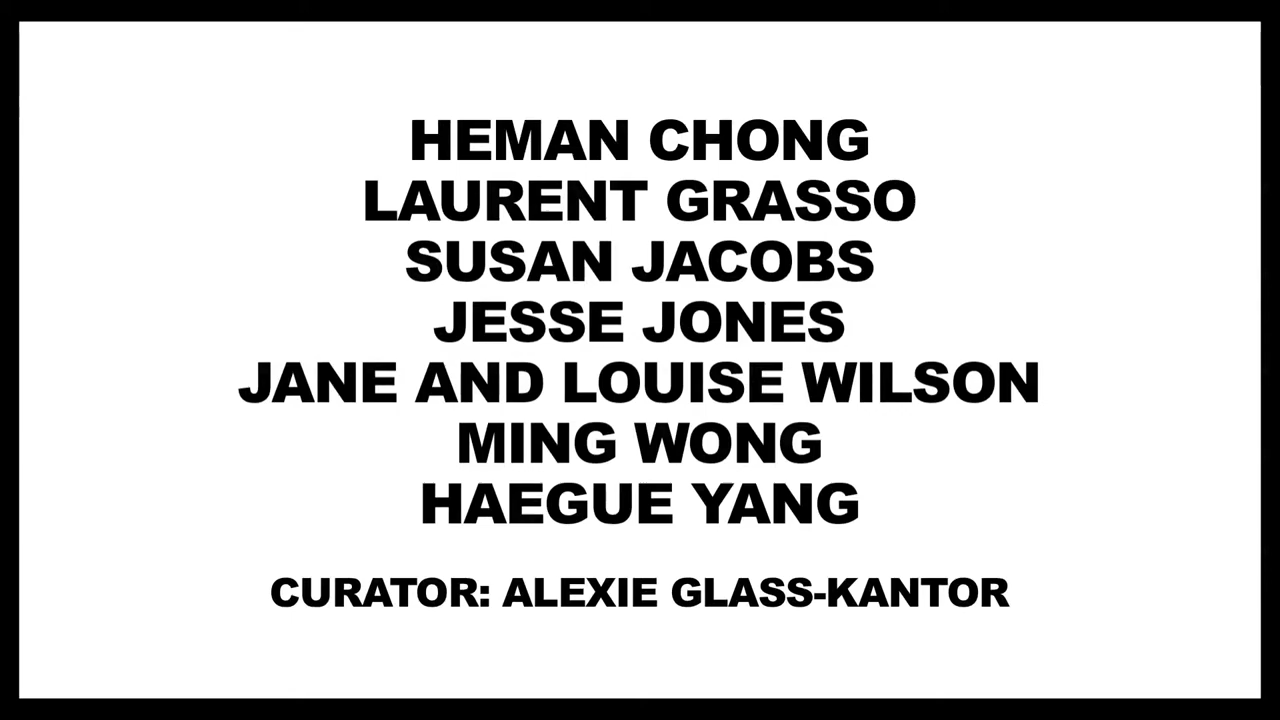 HEMAN CHONG
LAURENT GRASSO
SUSAN JACOBS
JESSE JONES
JANE AND LOUISE WILSON
MING WONG
HAEGUE YANG
CURATOR: ALEXIE GLASS-KANTOR